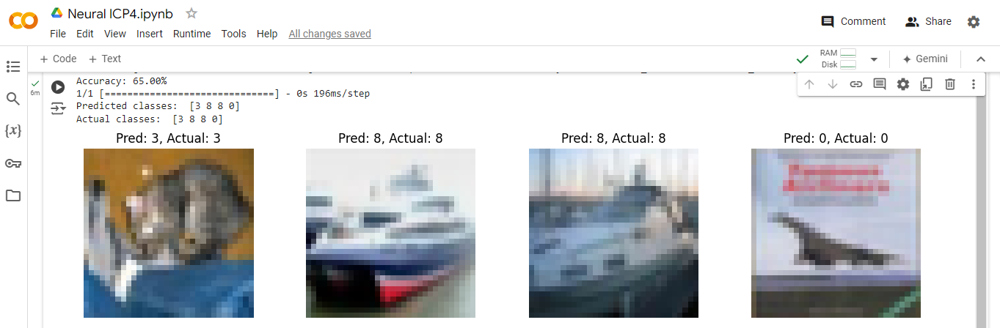 Neural ICP4.ipynb
File Edit View Insert Runtime Tools Help All changes saved
Comment Share
+ Code + Text
RAM
Disk
Gemini
6m
{x}
Accuracy: 65.00%
1/1 [==============================] - 0s 196ms/step
Predicted classes:  [3 8 8 0]
Actual classes:  [3 8 8 0]
Pred: 3, Actual: 3
Pred: 8, Actual: 8
Pred: 8, Actual: 8
Pred: 0, Actual: 0